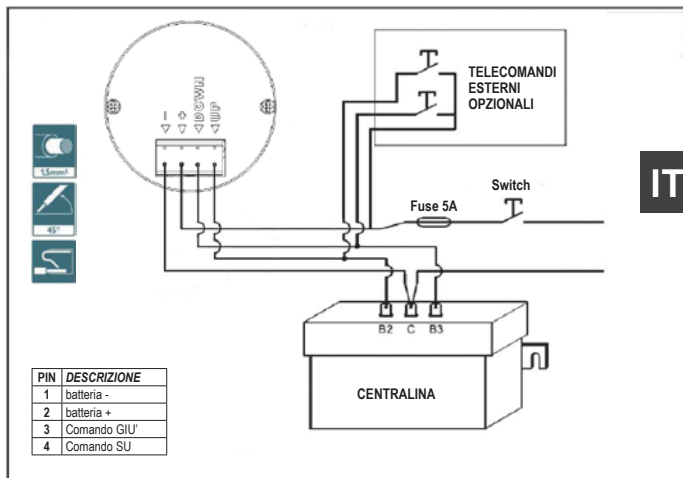 − + DOWN UP
TELECOMANDI
ESTERNI
OPZIONALI
1,5mm²
45°
Fuse 5A
Switch
IT
B2 C B3
CENTRALINA
PIN DESCRIZIONE
1 batteria -
2 batteria +
3 Comando GIU'
4 Comando SU